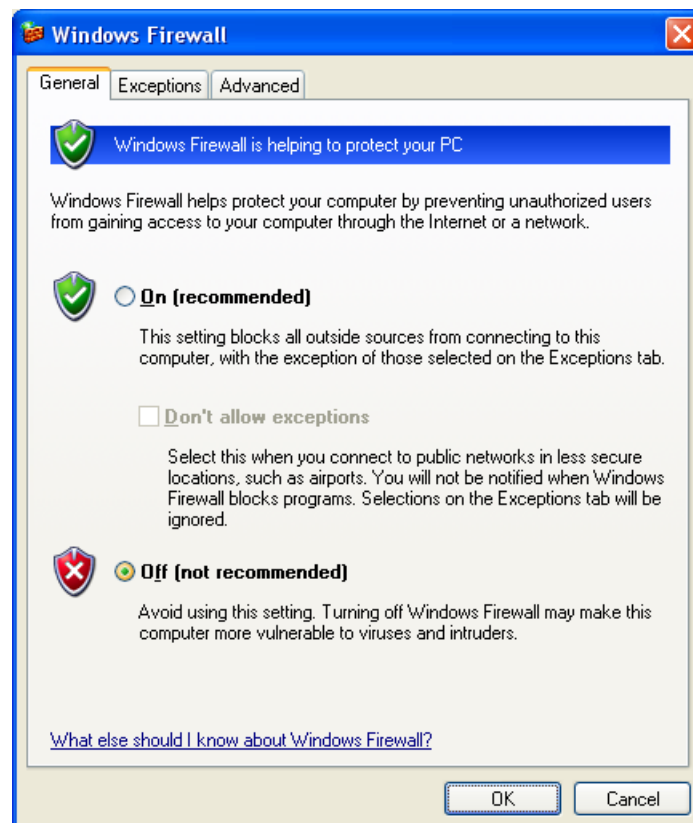 Windows Firewall
General
Exceptions
Advanced
Windows Firewall is helping to protect your PC
Windows Firewall helps protect your computer by preventing unauthorized users
from gaining access to your computer through the Internet or a network.
On (recommended)
This setting blocks all outside sources from connecting to this
computer, with the exception of those selected on the Exceptions tab.
Don't allow exceptions
Select this when you connect to public networks in less secure
locations, such as airports. You will not be notified when Windows
Firewall blocks programs. Selections on the Exceptions tab will be
ignored.
Off (not recommended)
Avoid using this setting. Turning off Windows Firewall may make this
computer more vulnerable to viruses and intruders.
What else should I know about Windows Firewall?
OK
Cancel